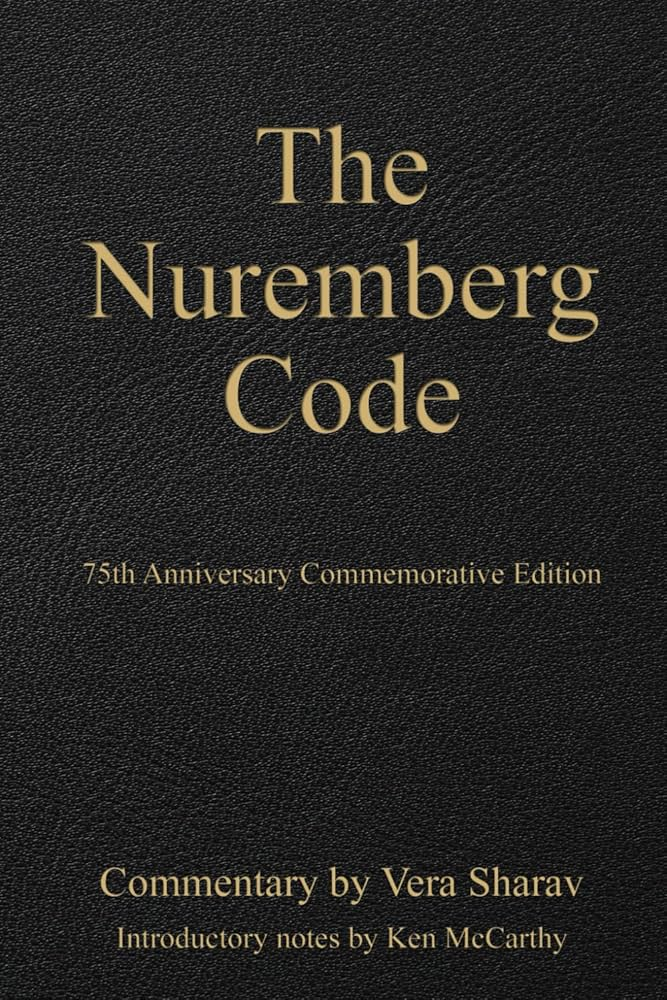 The
Nuremberg
Code
75th Anniversary Commemorative Edition
Commentary by Vera Sharav
Introductory notes by Ken McCarthy